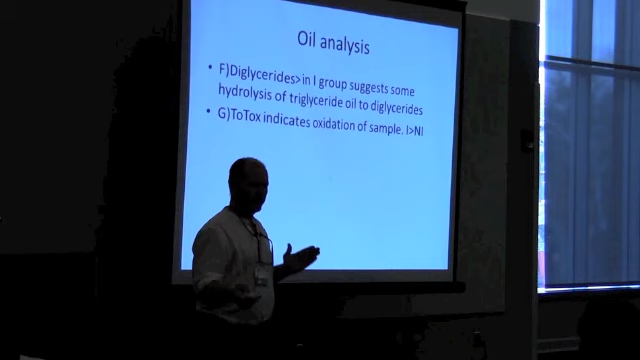 Oil analysis
• F)Diglycerides>in I group suggests some
hydrolysis of triglyceride oil to diglycerides
• G)ToTox indicates oxidation of sample. I>NI